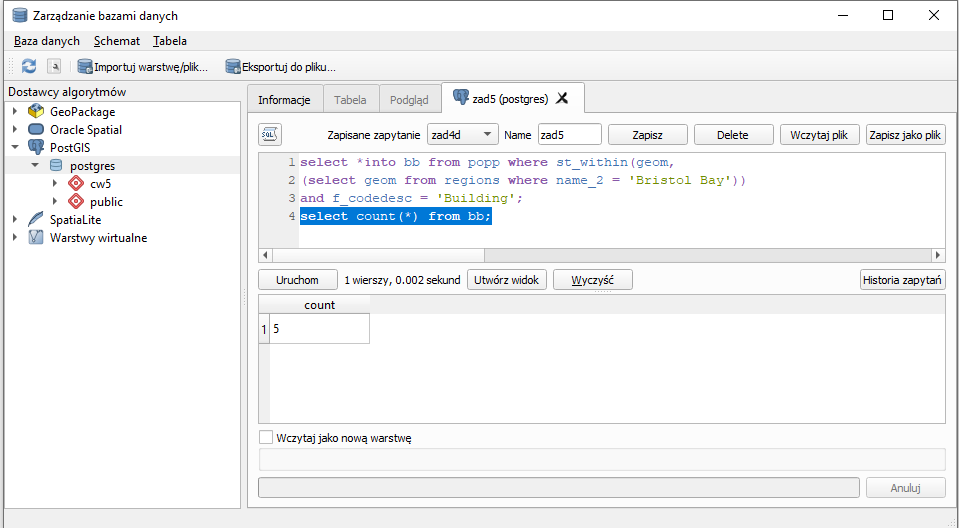 Zarządzanie bazami danych
Baza danych Schemat Tabela
Importuj warstwę/plik... Eksportuj do pliku...
Dostawcy algorytmów
GeoPackage
Oracle Spatial
PostGIS
postgres
cw5
public
SpatiaLite
Warstwy wirtualne
Informacje Tabela Podgląd zad5 (postgres)
SQL Zapisane zapytanie zad4d Name zad5 Zapisz Delete Wczytaj plik Zapisz jako plik
1 select *into bb from popp where st_within(geom,
2 (select geom from regions where name_2 = 'Bristol Bay'))
3 and f_codedesc = 'Building';
4 select count(*) from bb;
Uruchom 1 wierszy, 0.002 sekund Utwórz widok Wyczyść Historia zapytań
count
1 5
Wczytaj jako nową warstwę
Anuluj